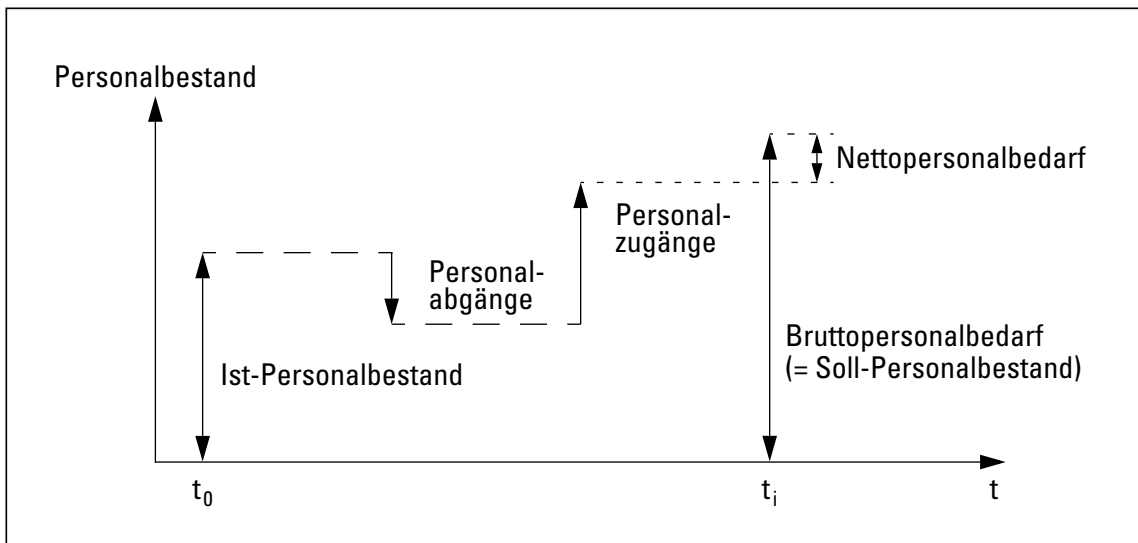 Personalbestand
Nettopersonalbedarf
Personal-
zugänge
Personal-
abgänge
Bruttopersonalbedarf
(= Soll-Personalbestand)
Ist-Personalbestand
t₀
tᵢ
t